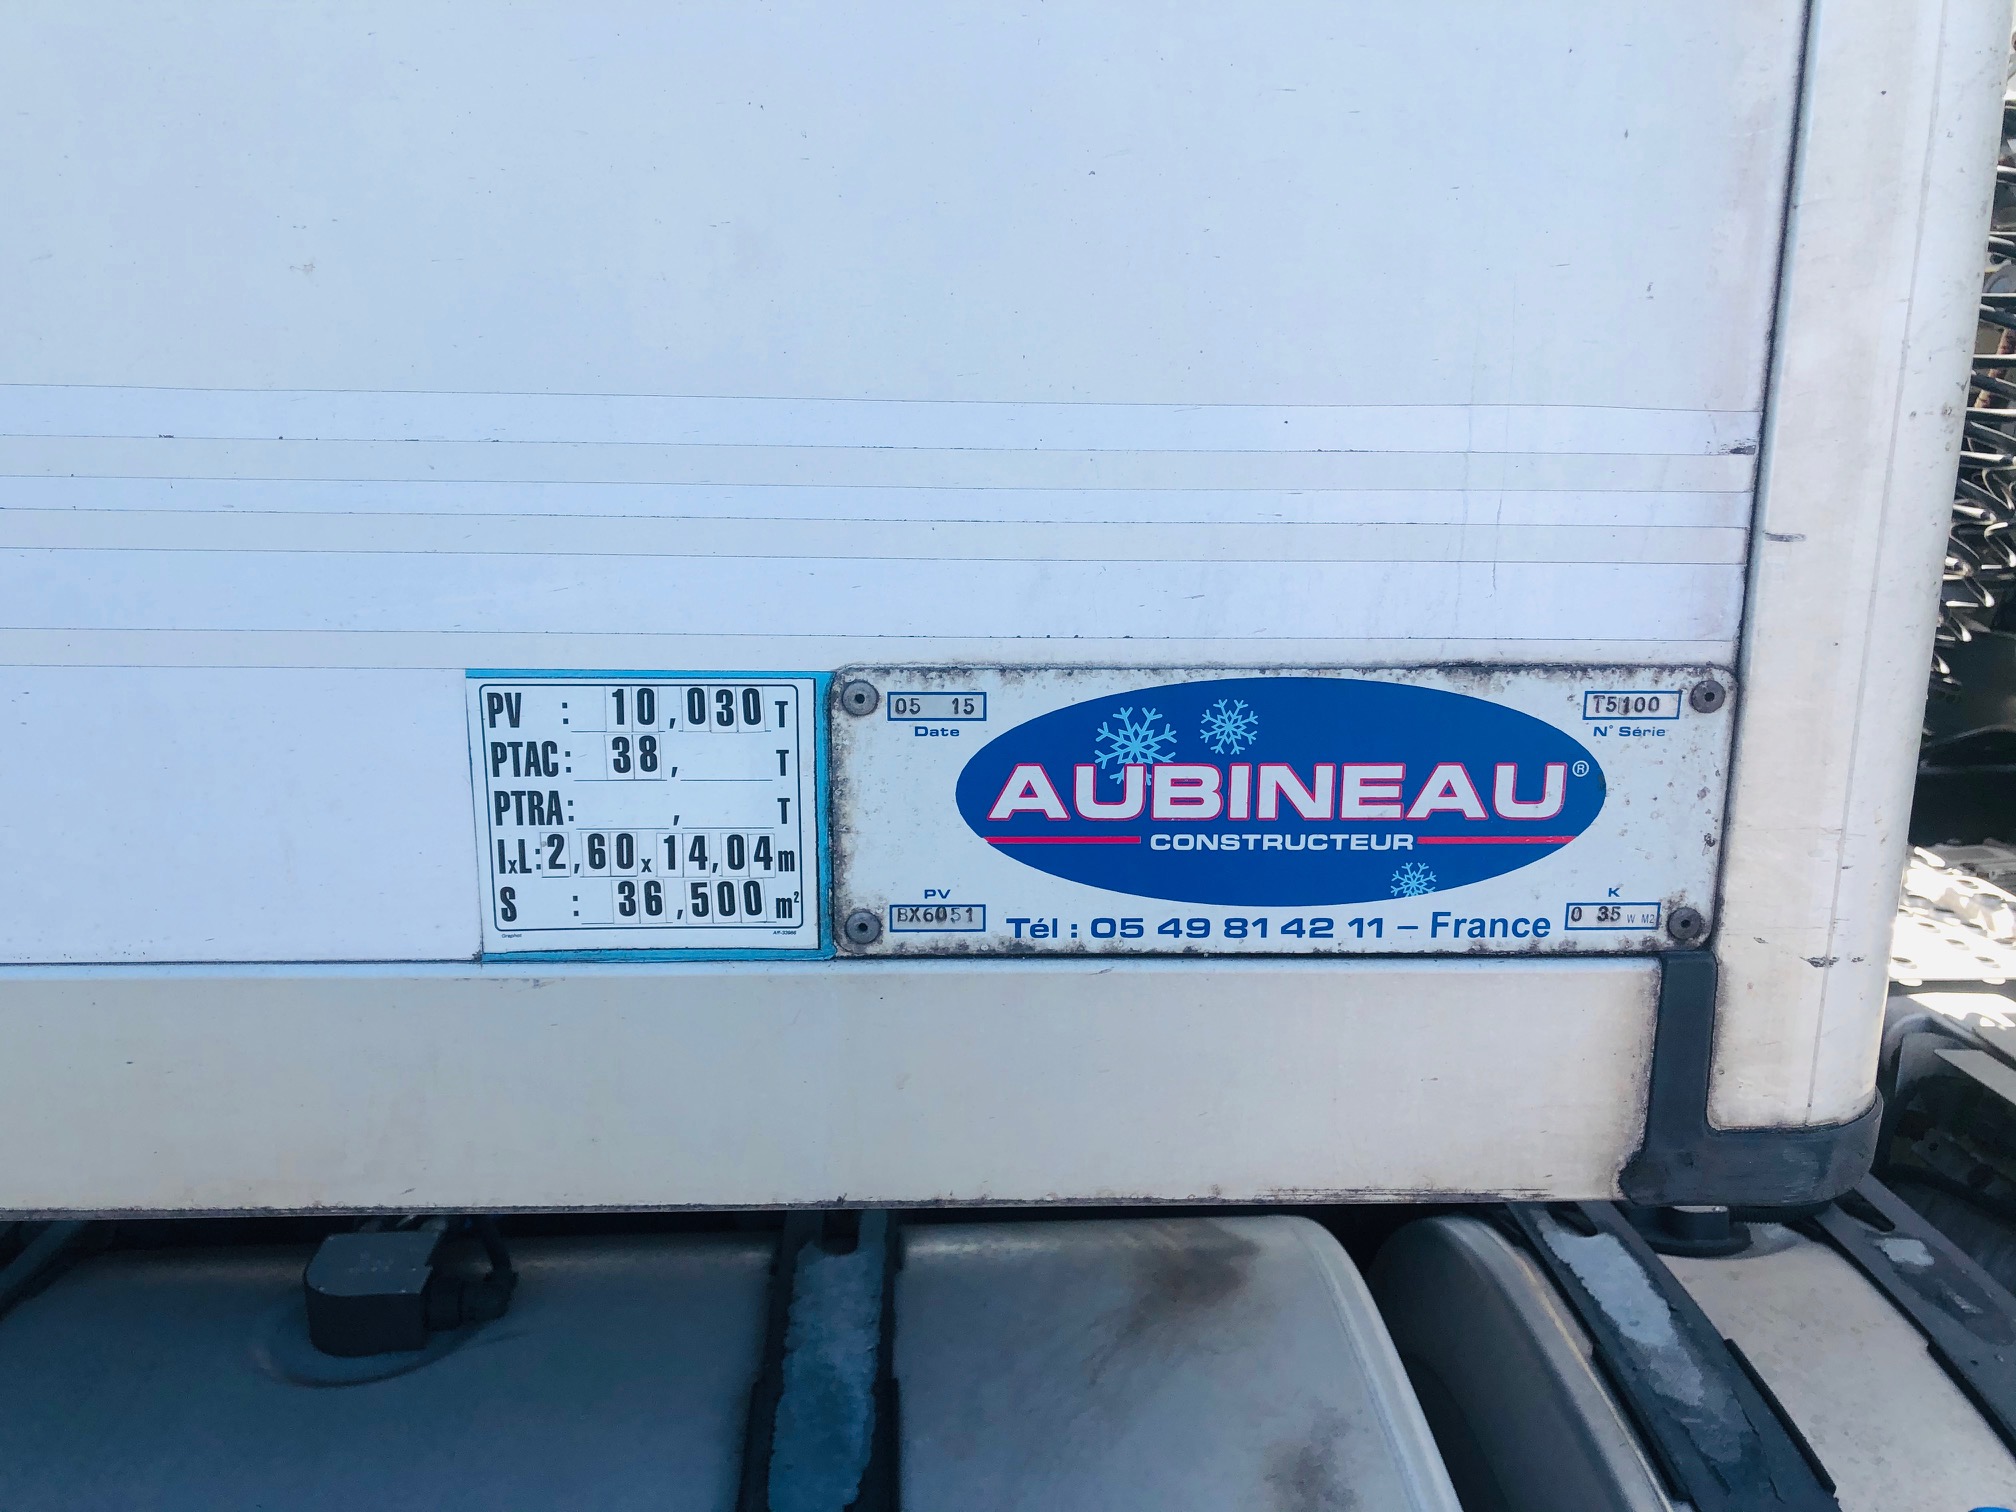 PV : 10,030 T
PTAC: 38, T
PTRA: , T
lxL: 2,60 x 14,04 m
S : 36,500 m²
Graphot
05 15
Date
T5100
N° Série
AUBINEAU®
CONSTRUCTEUR
PV
BX6051
Tél : 05 49 81 42 11 – France
K
0 35 W M2